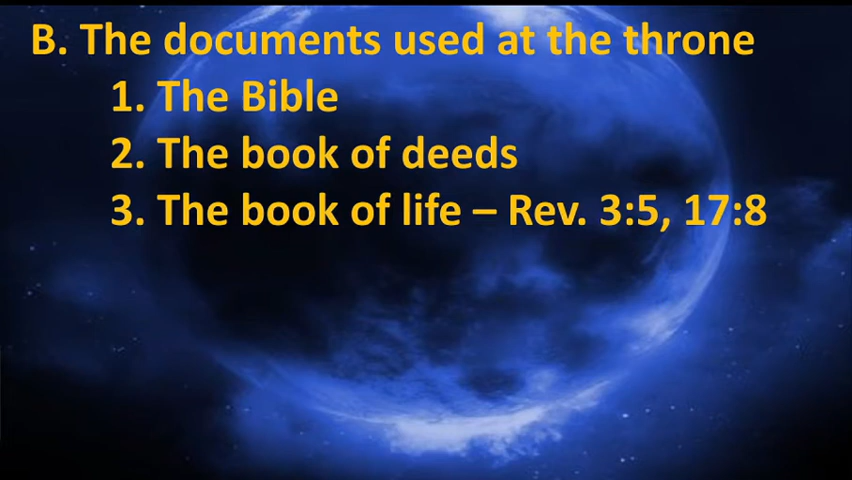 B. The documents used at the throne
1. The Bible
2. The book of deeds
3. The book of life – Rev. 3:5, 17:8